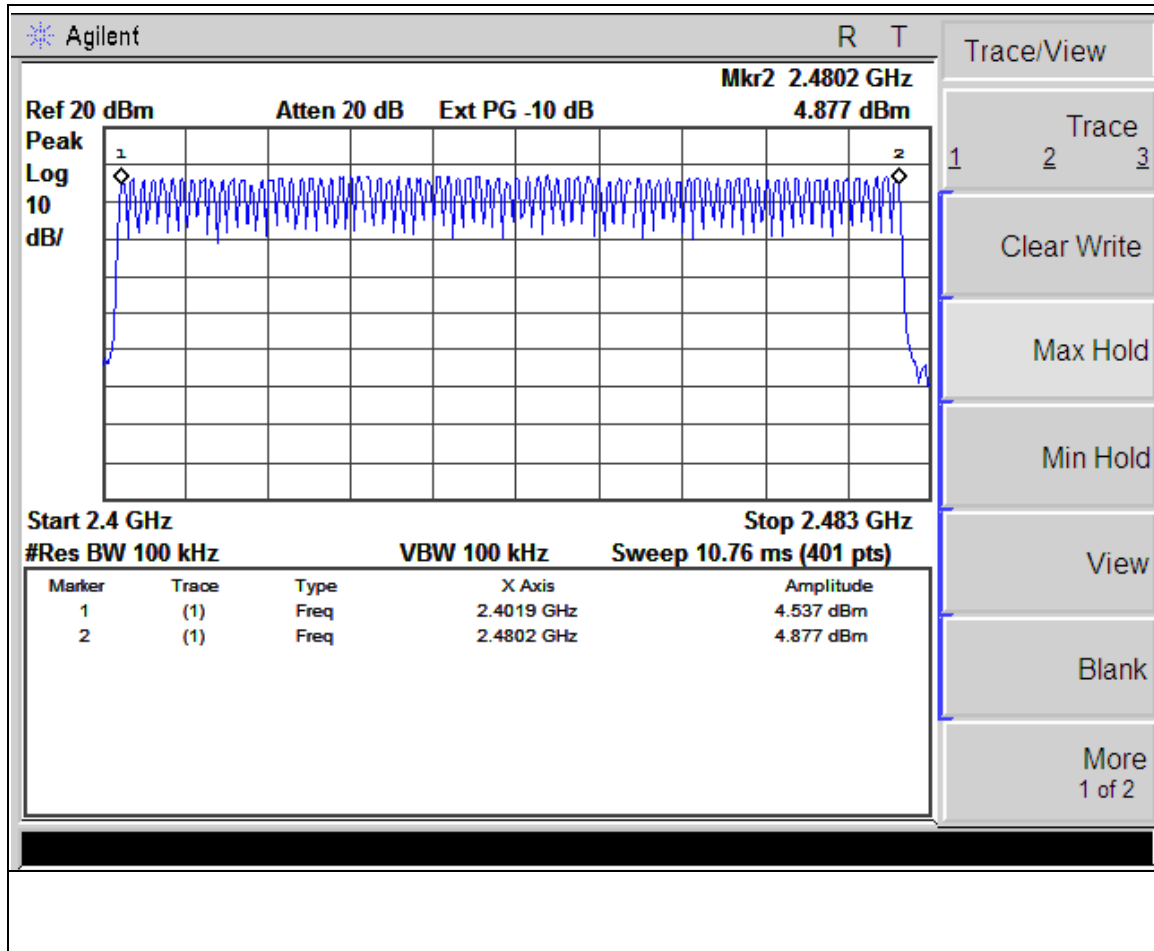 Agilent R T
Mkr2 2.4802 GHz
Ref 20 dBm Atten 20 dB Ext PG -10 dB 4.877 dBm
Peak
Log
10
dB/
1 2
Start 2.4 GHz Stop 2.483 GHz
#Res BW 100 kHz VBW 100 kHz Sweep 10.76 ms (401 pts)
Marker Trace Type X Axis Amplitude
1 (1) Freq 2.4019 GHz 4.537 dBm
2 (1) Freq 2.4802 GHz 4.877 dBm
Trace/View
Trace
1 2 3
Clear Write
Max Hold
Min Hold
View
Blank
More
1 of 2